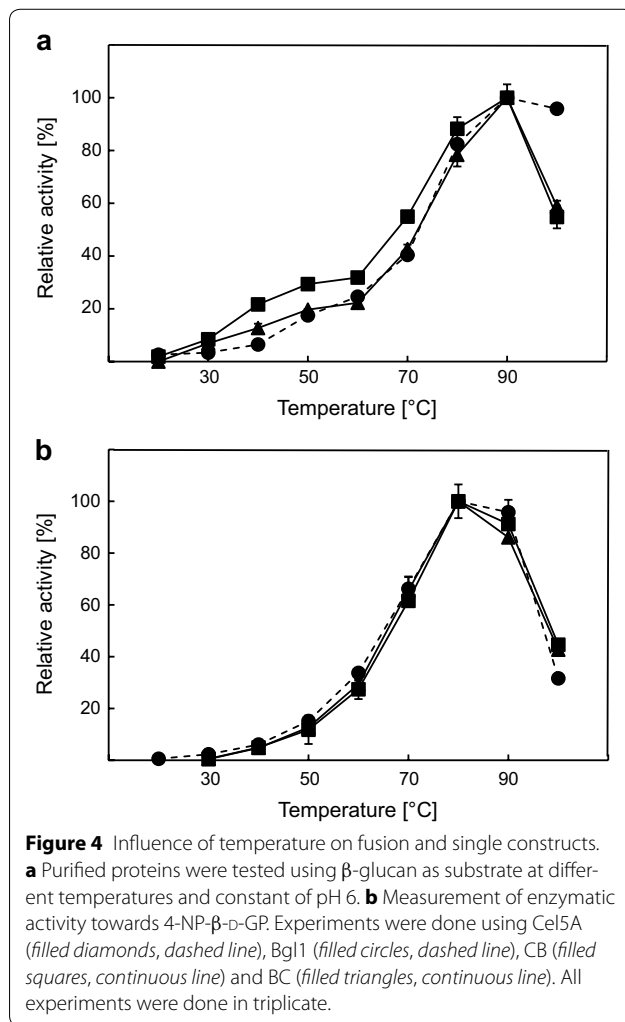 a
100
80
60
40
20
Relative activity [%]
30 50 70 90
Temperature [°C]
b
100
80
60
40
20
Relative activity [%]
30 50 70 90
Temperature [°C]
Figure 4 Influence of temperature on fusion and single constructs.
a Purified proteins were tested using β-glucan as substrate at differ-
ent temperatures and constant of pH 6. b Measurement of enzymatic
activity towards 4-NP-β-D-GP. Experiments were done using Cel5A
(filled diamonds, dashed line), Bgl1 (filled circles, dashed line), CB (filled
squares, continuous line) and BC (filled triangles, continuous line). All
experiments were done in triplicate.